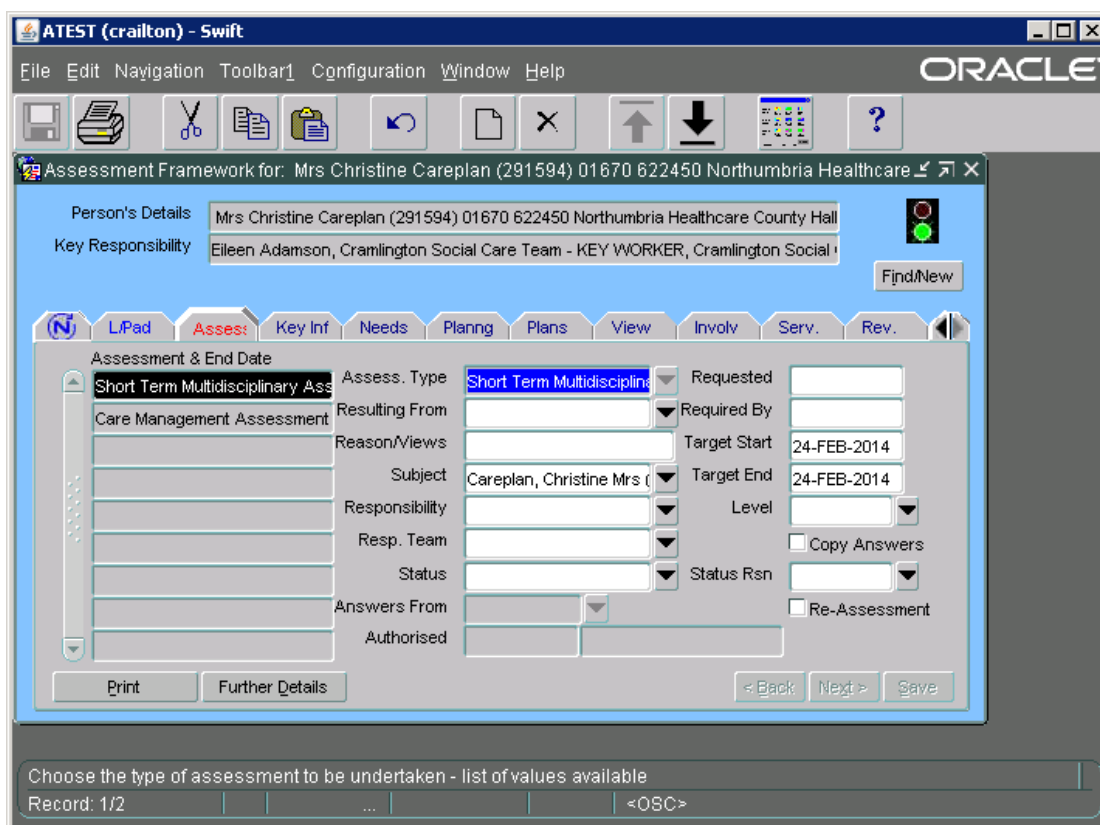 ATEST (crailton) - Swift
File Edit Navigation Toolbar1 Configuration Window Help
ORACLE
?
Assessment Framework for: Mrs Christine Careplan (291594) 01670 622450 Northumbria Healthcare
Person's Details
Mrs Christine Careplan (291594) 01670 622450 Northumbria Healthcare County Hall
Key Responsibility
Eileen Adamson, Cramlington Social Care Team - KEY WORKER, Cramlington Social
Find/New
N L/Pad Assess Key Inf Needs Planng Plans View Involv Serv. Rev.
Assessment & End Date
Short Term Multidisciplinary Ass
Care Management Assessment
Assess. Type Short Term Multidisciplina Requested
Resulting From Required By
Reason/Views Target Start 24-FEB-2014
Subject Careplan, Christine Mrs ( Target End 24-FEB-2014
Responsibility Level
Resp. Team Copy Answers
Status Status Rsn
Answers From Re-Assessment
Authorised
Print Further Details < Back Next > Save
Choose the type of assessment to be undertaken - list of values available
Record: 1/2 ... <OSC>